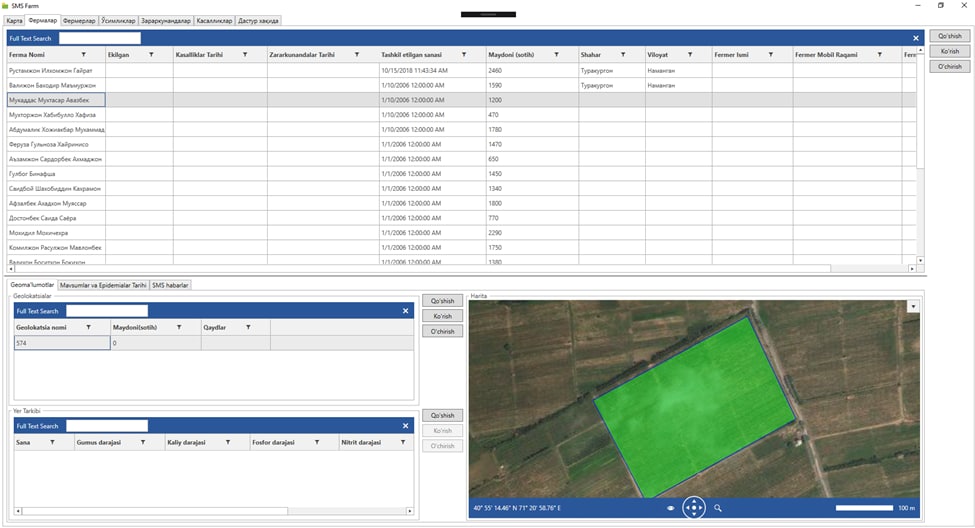 SMS Farm
Карта Фермалар Фермерлар Ўсимликлар Зараркунандалар Касалликлар Дастур хақида
Full Text Search
Qo'shish
Ko'rish
O'chirish
Ferma Nomi Ekilgan Kasalliklar Tarihi Zararkunandalar Tarihi Tashkil etilgan sanasi Maydoni (sotih) Shahar Viloyat Fermer Ismi Fermer Mobil Raqami Ferm
Рустамжон Илхомжон Гайрат 10/15/2018 11:43:34 AM 2460 Туракургон Наманган
Валижон Баходир Маъмуржон 1/10/2006 12:00:00 AM 1590 Туракургон Наманган
Мукаддас Мухтасар Авазбек 1/10/2006 12:00:00 AM 1200
Мухторжон Хабибулло Хафиза 1/10/2006 12:00:00 AM 470
Абдумалик Хожиакбар Мухаммад 1/10/2006 12:00:00 AM 1780
Феруза Гульноза Хайринисо 1/1/2006 12:00:00 AM 1470
Аъзамжон Сардорбек Ахмаджон 1/1/2006 12:00:00 AM 650
Гулбог Бинафша 1/1/2006 12:00:00 AM 1450
Саидбой Шахобиддин Кахрамон 1/1/2006 12:00:00 AM 1340
Афзалбек Ахадхон Муяссар 1/1/2006 12:00:00 AM 1800
Достонбек Саида Саёра 1/1/2006 12:00:00 AM 770
Мохидил Мохичехра 1/1/2006 12:00:00 AM 2290
Комилжон Расулжон Мавлонбек 1/1/2006 12:00:00 AM 1750
1/1/2006 12:00:00 AM 1380
Geoma'lumotlar Mavsumlar va Epidemialar Tarihi SMS habarlar
Geolokatsialar
Full Text Search
Geolokatsia nomi Maydoni(sotih) Qaydlar
574 0
Qo'shish
Ko'rish
O'chirish
Yer Tarkibi
Full Text Search
Sana Gumus darajasi Kaliy darajasi Fosfor darajasi Nitrit darajasi
Qo'shish
Ko'rish
O'chirish
Harita
40° 55' 14.46" N 71° 20' 58.76" E
100 m